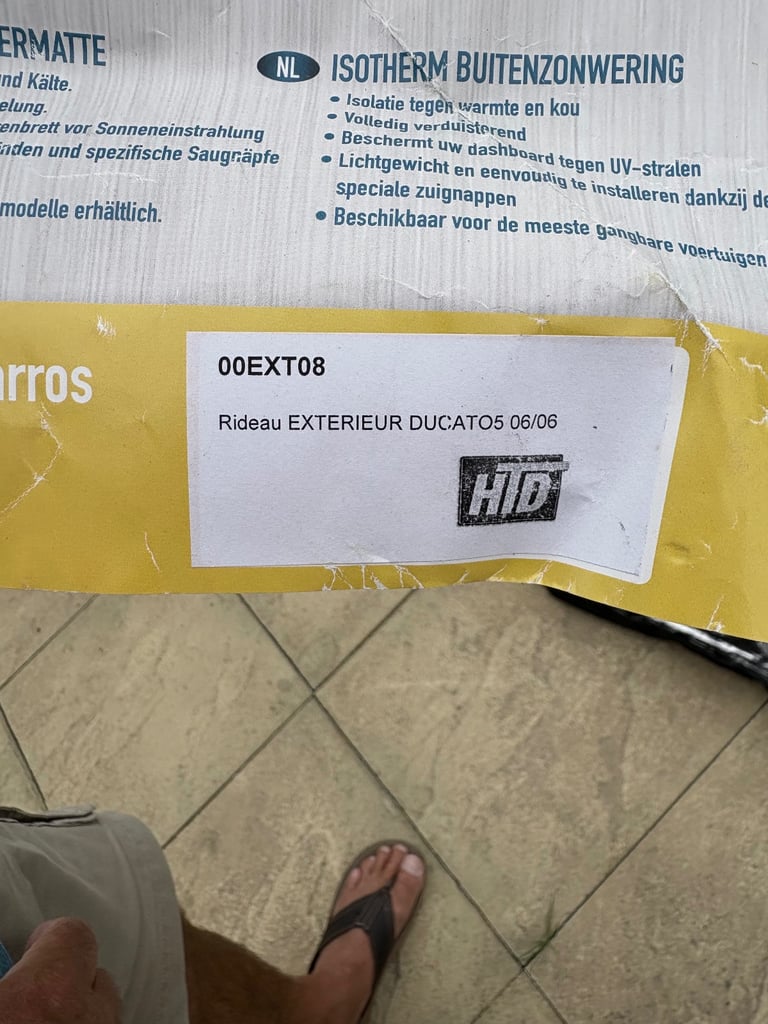 ERMATTE
nd Kälte.
elung.
enbrett vor Sonneneinstrahlung
äden und spezifische Saugnäpfe
modelle erhältlich.
NL ISOTHERM BUITENZONWERING
• Isolatie tegen warmte en kou
• Volledig verduisterend
• Beschermt uw dashboard tegen UV-stralen
• Lichtgewicht en eenvoudig te installeren dankzij de
speciale zuignappen
• Beschikbaar voor de meeste gangbare voertuigen
arros
00EXT08
Rideau EXTERIEUR DUCATO5 06/06
HTD